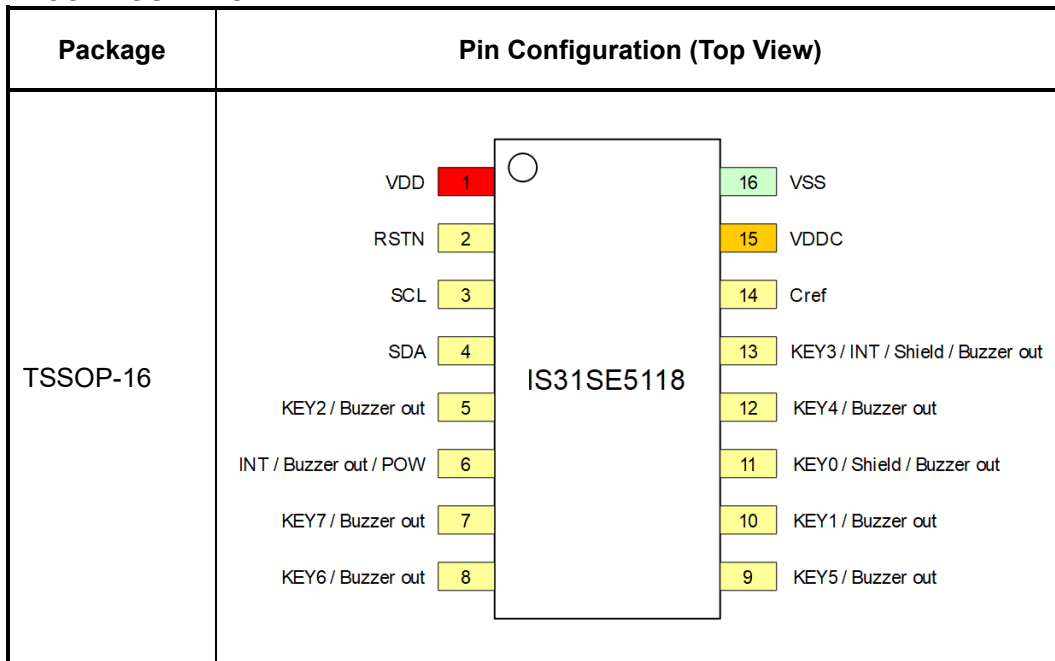 Package
Pin Configuration (Top View)
TSSOP-16
VDD 1
RSTN 2
SCL 3
SDA 4
KEY2 / Buzzer out 5
INT / Buzzer out / POW 6
KEY7 / Buzzer out 7
KEY6 / Buzzer out 8
IS31SE5118
16 VSS
15 VDDC
14 Cref
13 KEY3 / INT / Shield / Buzzer out
12 KEY4 / Buzzer out
11 KEY0 / Shield / Buzzer out
10 KEY1 / Buzzer out
9 KEY5 / Buzzer out